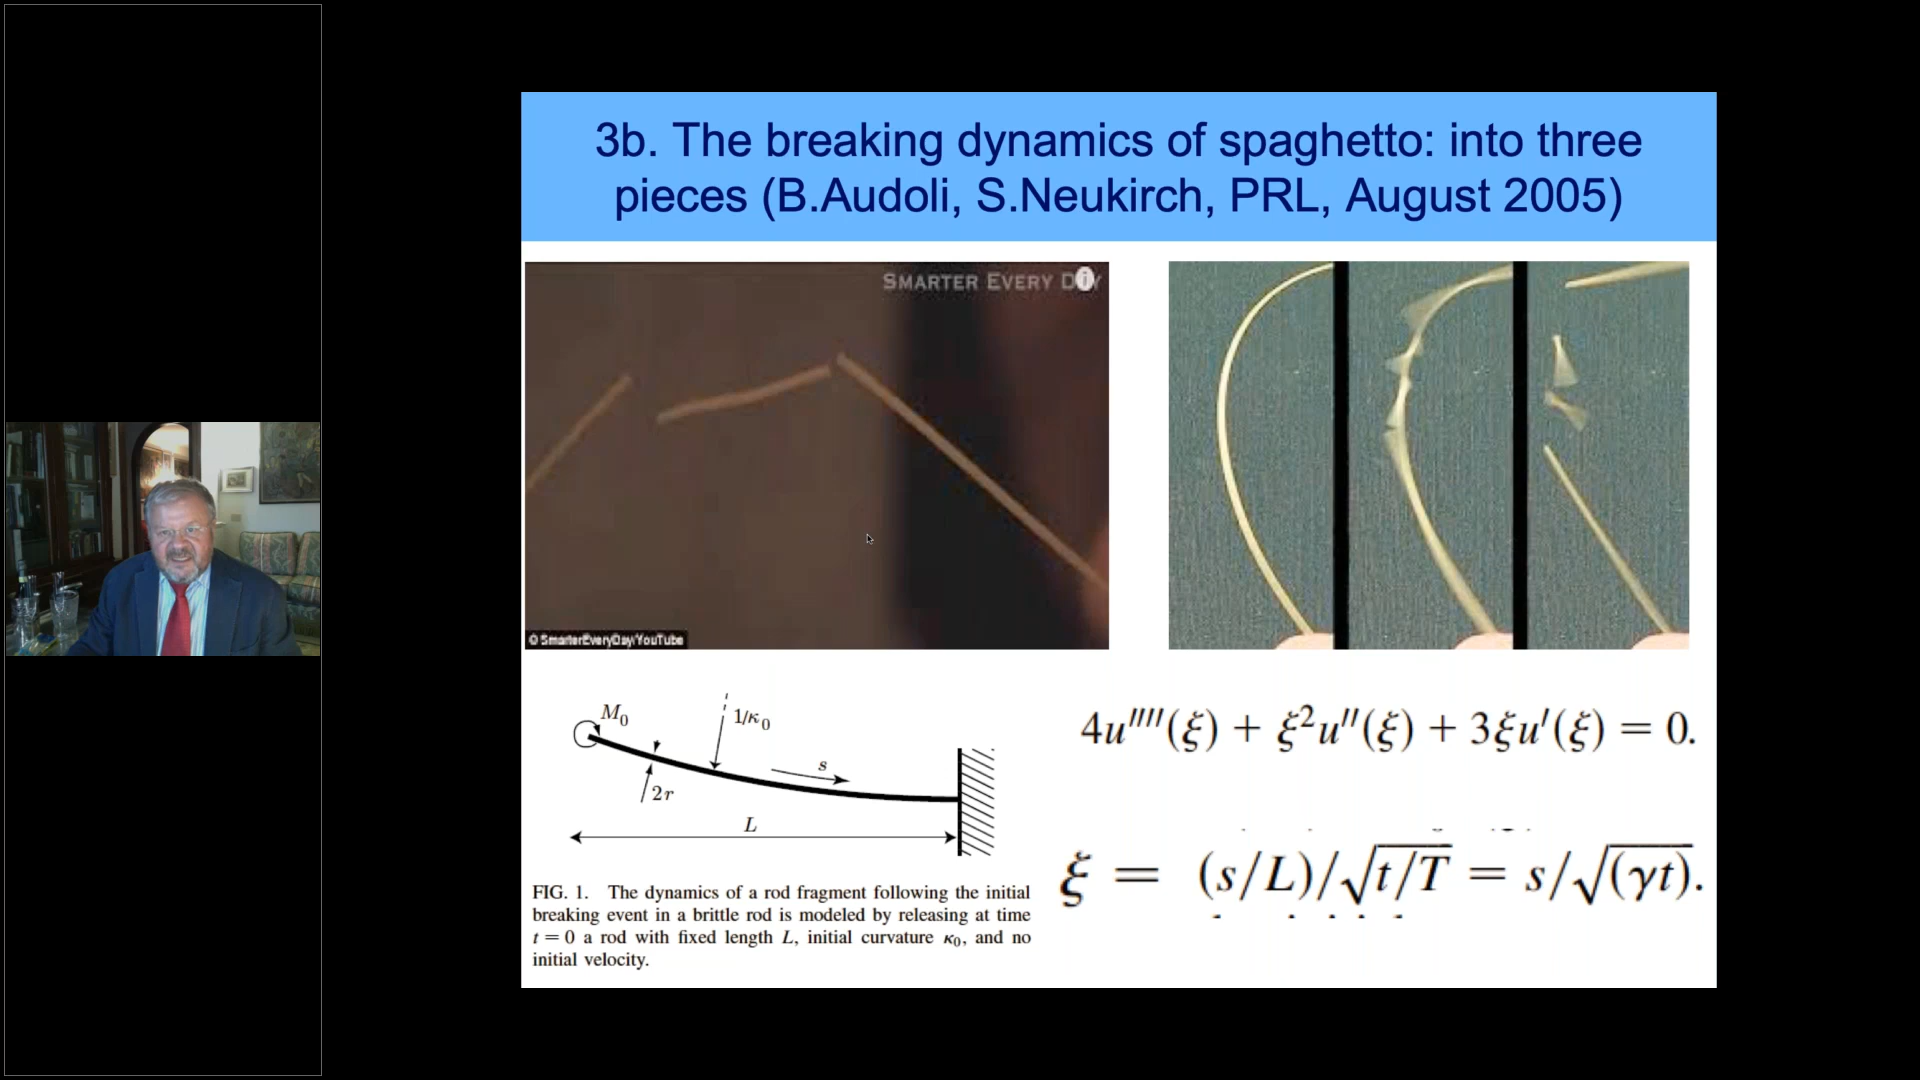 3b. The breaking dynamics of spaghetto: into three
pieces (B.Audoli, S.Neukirch, PRL, August 2005)
SMARTER EVERY D
© SmarterEveryDay/YouTube
M₀
1/κ₀
s
2r
L
4u′′′′(ξ) + ξ²u′′(ξ) + 3ξu′(ξ) = 0.
ξ = (s/L)/√t/T = s/√(γt).
FIG. 1. The dynamics of a rod fragment following the initial
breaking event in a brittle rod is modeled by releasing at time
t = 0 a rod with fixed length L, initial curvature κ₀, and no
initial velocity.